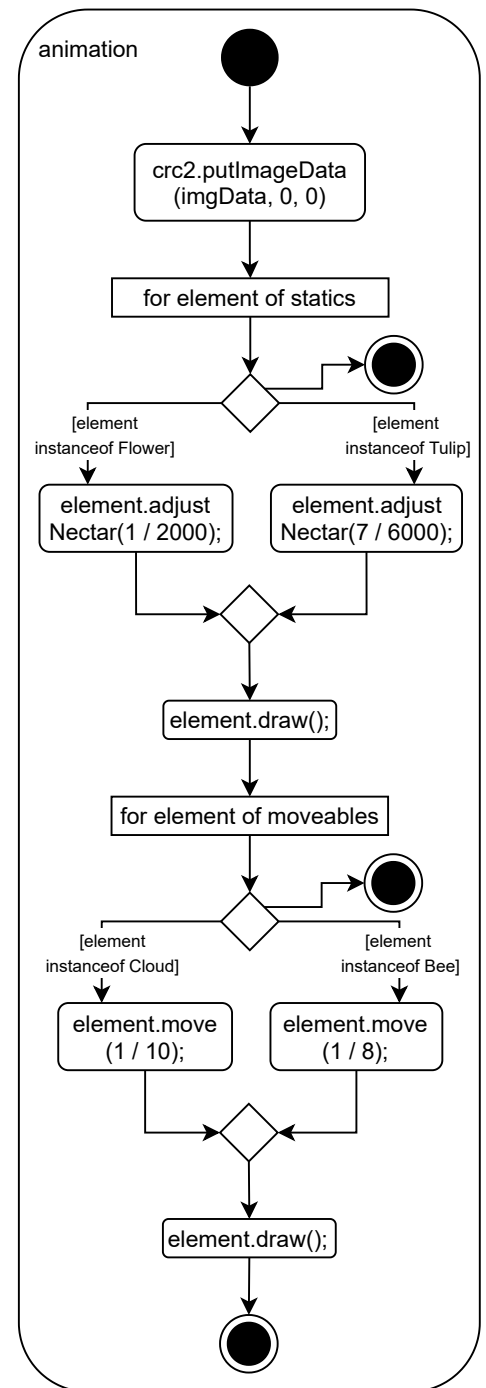 animation
crc2.putImageData
(imgData, 0, 0)
for element of statics
[element
instanceof Flower]
[element
instanceof Tulip]
element.adjust
Nectar(1 / 2000);
element.adjust
Nectar(7 / 6000);
element.draw();
for element of moveables
[element
instanceof Cloud]
[element
instanceof Bee]
element.move
(1 / 10);
element.move
(1 / 8);
element.draw();